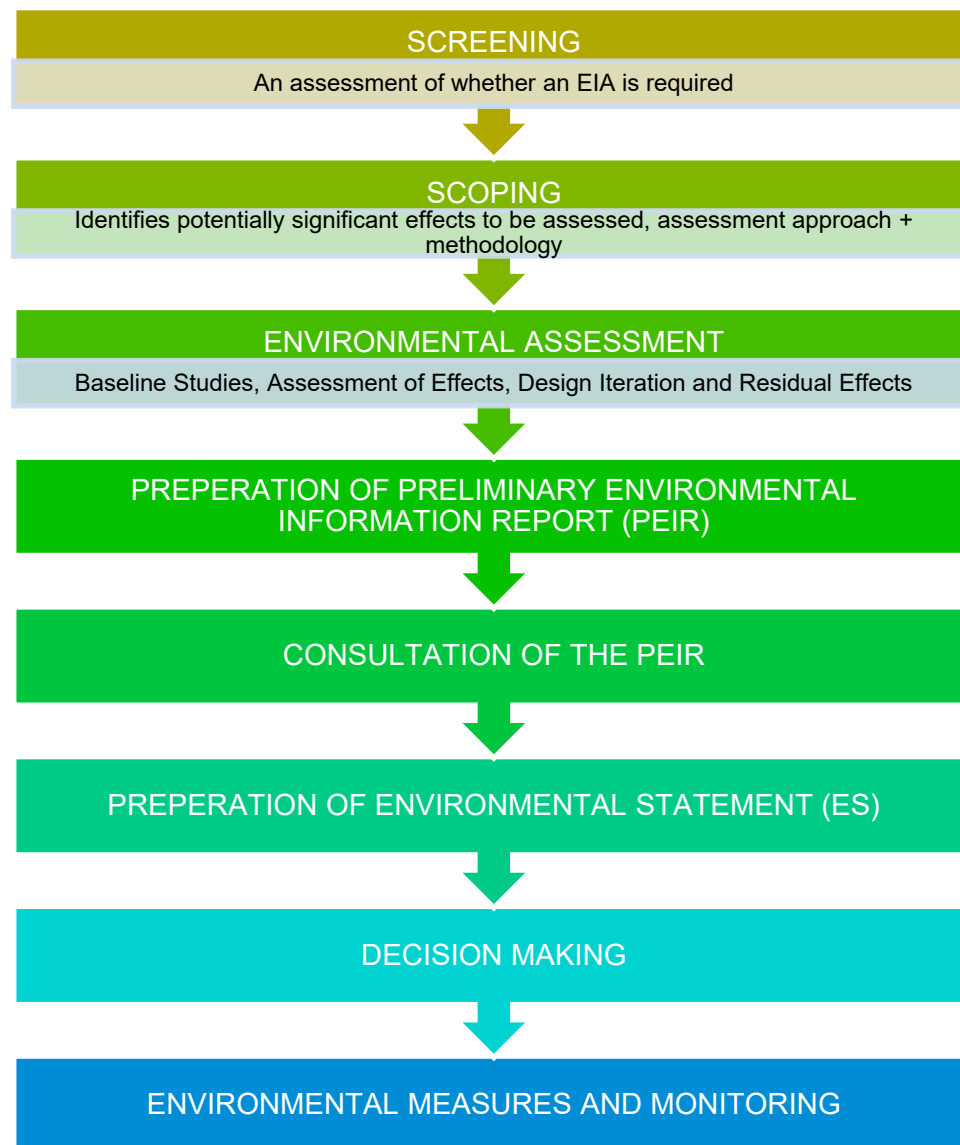 SCREENING
An assessment of whether an EIA is required
SCOPING
Identifies potentially significant effects to be assessed, assessment approach +
methodology
ENVIRONMENTAL ASSESSMENT
Baseline Studies, Assessment of Effects, Design Iteration and Residual Effects
PREPERATION OF PRELIMINARY ENVIRONMENTAL
INFORMATION REPORT (PEIR)
CONSULTATION OF THE PEIR
PREPERATION OF ENVIRONMENTAL STATEMENT (ES)
DECISION MAKING
ENVIRONMENTAL MEASURES AND MONITORING